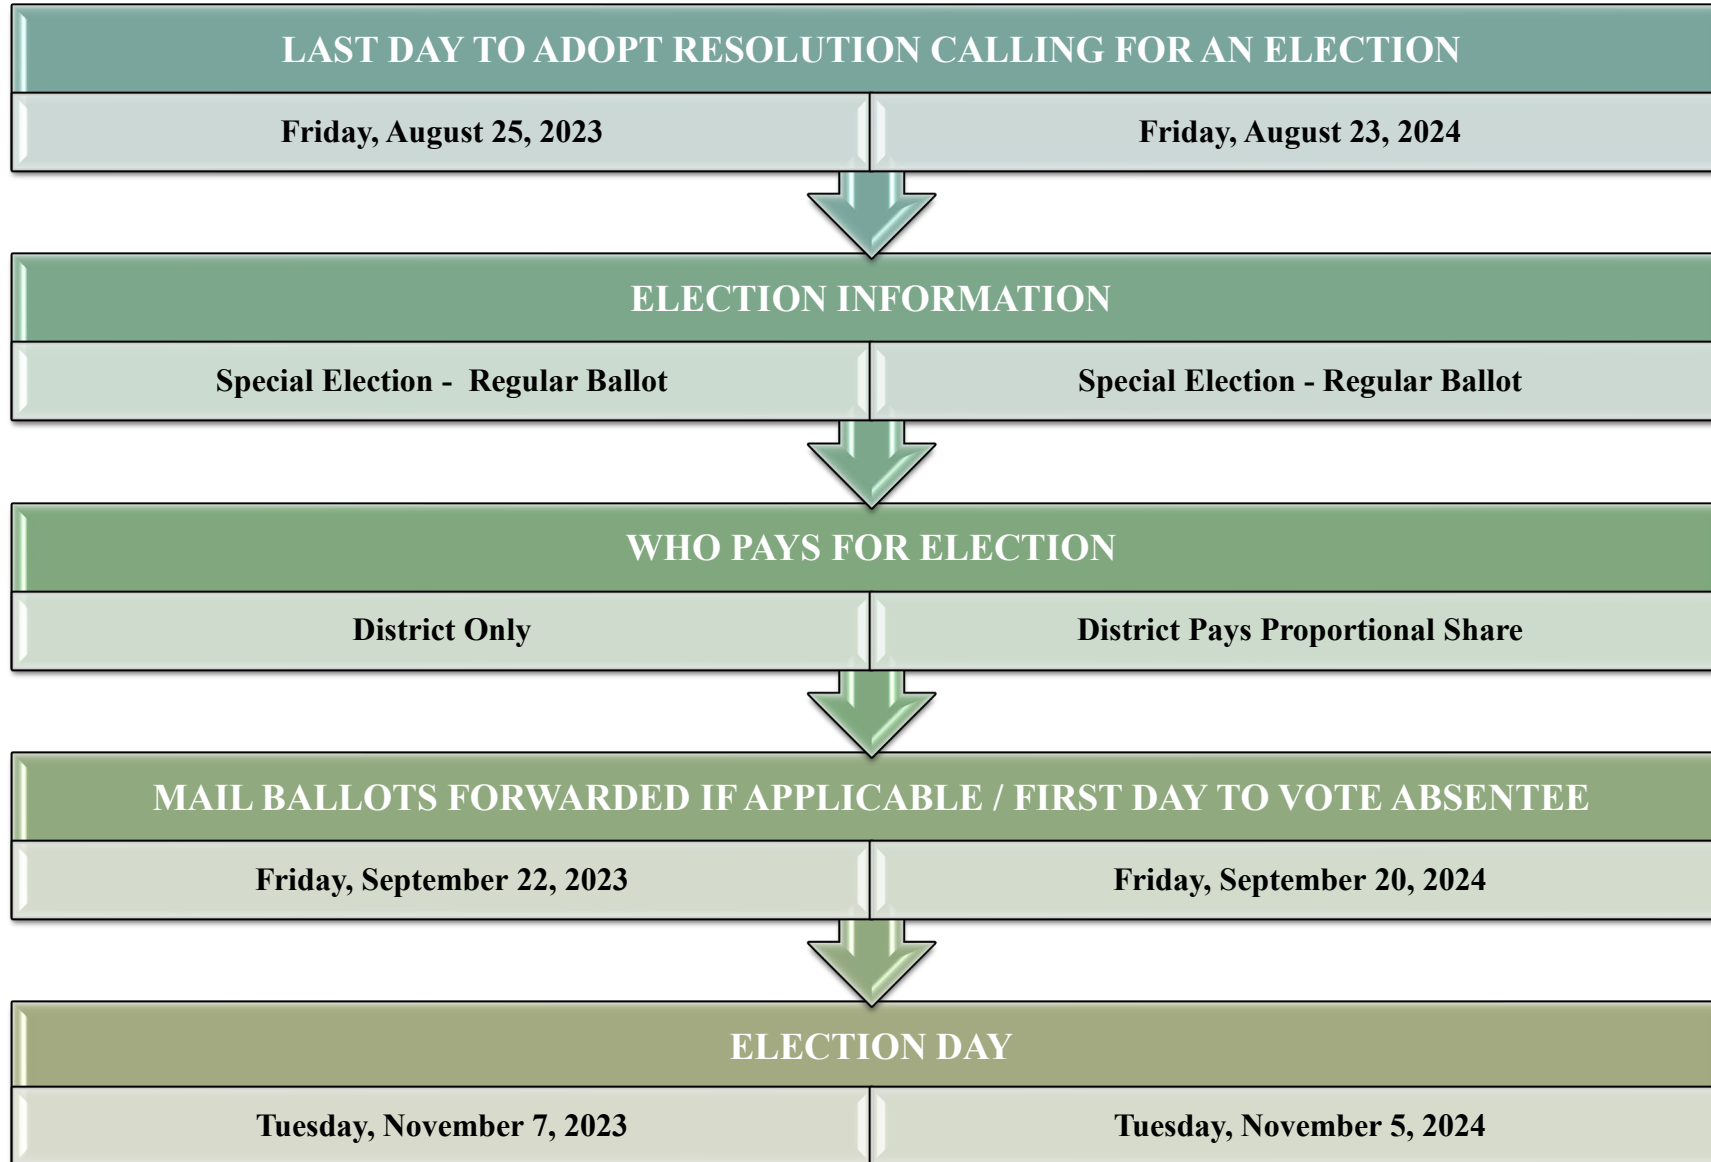 LAST DAY TO ADOPT RESOLUTION CALLING FOR AN ELECTION
Friday, August 25, 2023
Friday, August 23, 2024
ELECTION INFORMATION
Special Election -  Regular Ballot
Special Election - Regular Ballot
WHO PAYS FOR ELECTION
District Only
District Pays Proportional Share
MAIL BALLOTS FORWARDED IF APPLICABLE / FIRST DAY TO VOTE ABSENTEE
Friday, September 22, 2023
Friday, September 20, 2024
ELECTION DAY
Tuesday, November 7, 2023
Tuesday, November 5, 2024